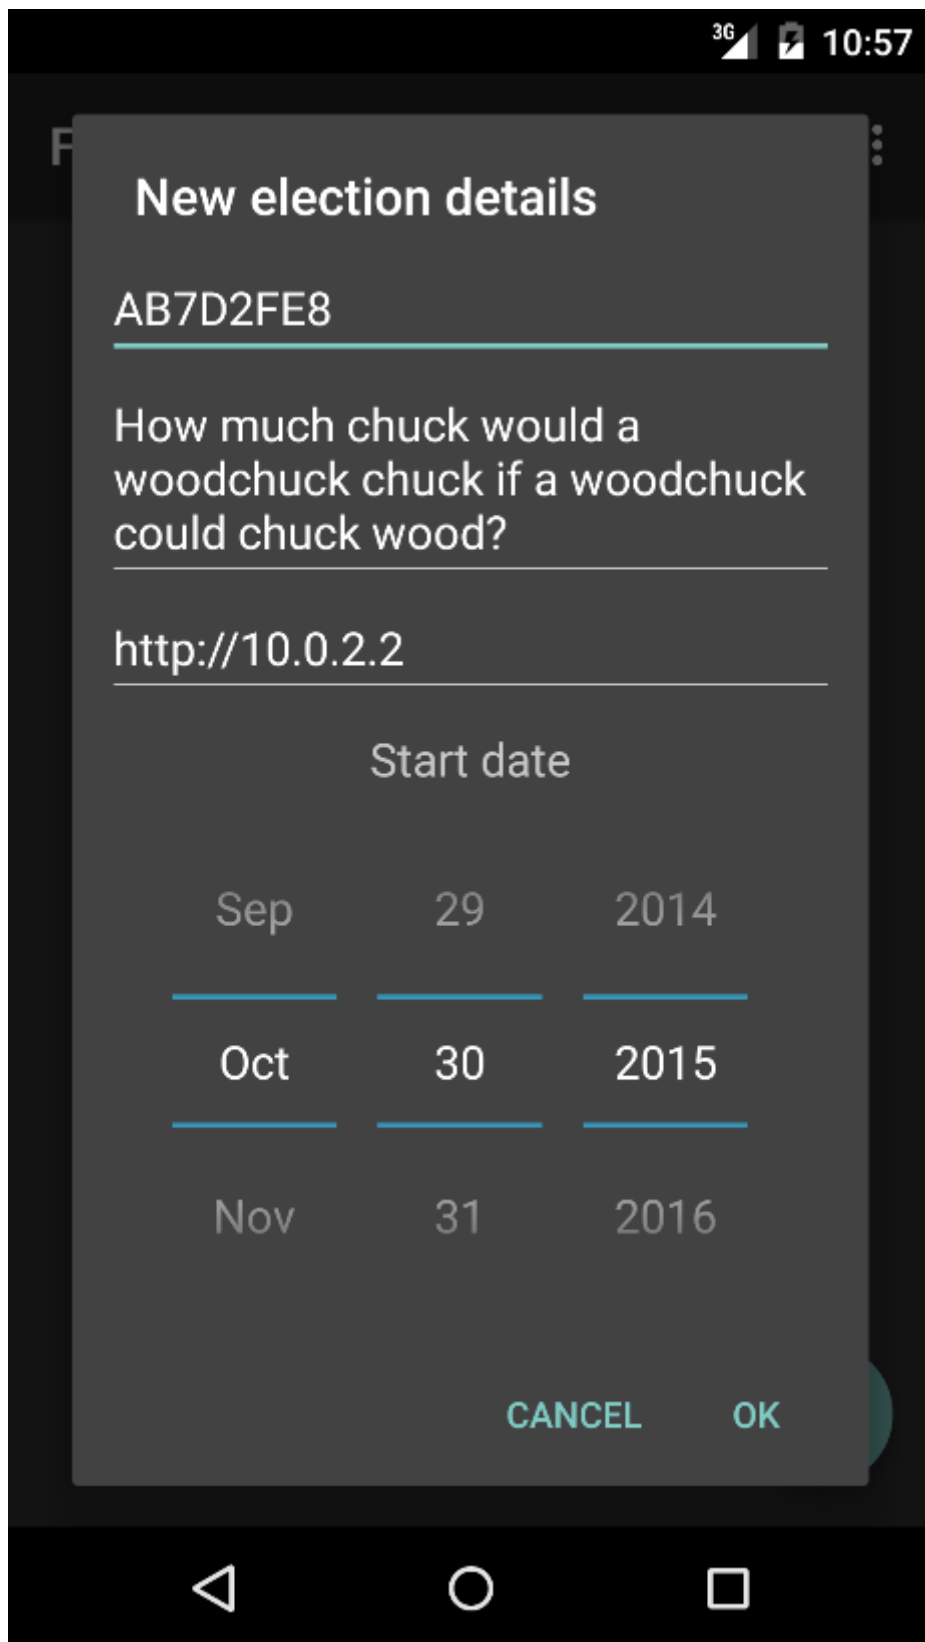 3G 10:57
F
New election details
AB7D2FE8
How much chuck would a
woodchuck chuck if a woodchuck
could chuck wood?
http://10.0.2.2
Start date
Sep 29 2014
Oct 30 2015
Nov 31 2016
CANCEL OK